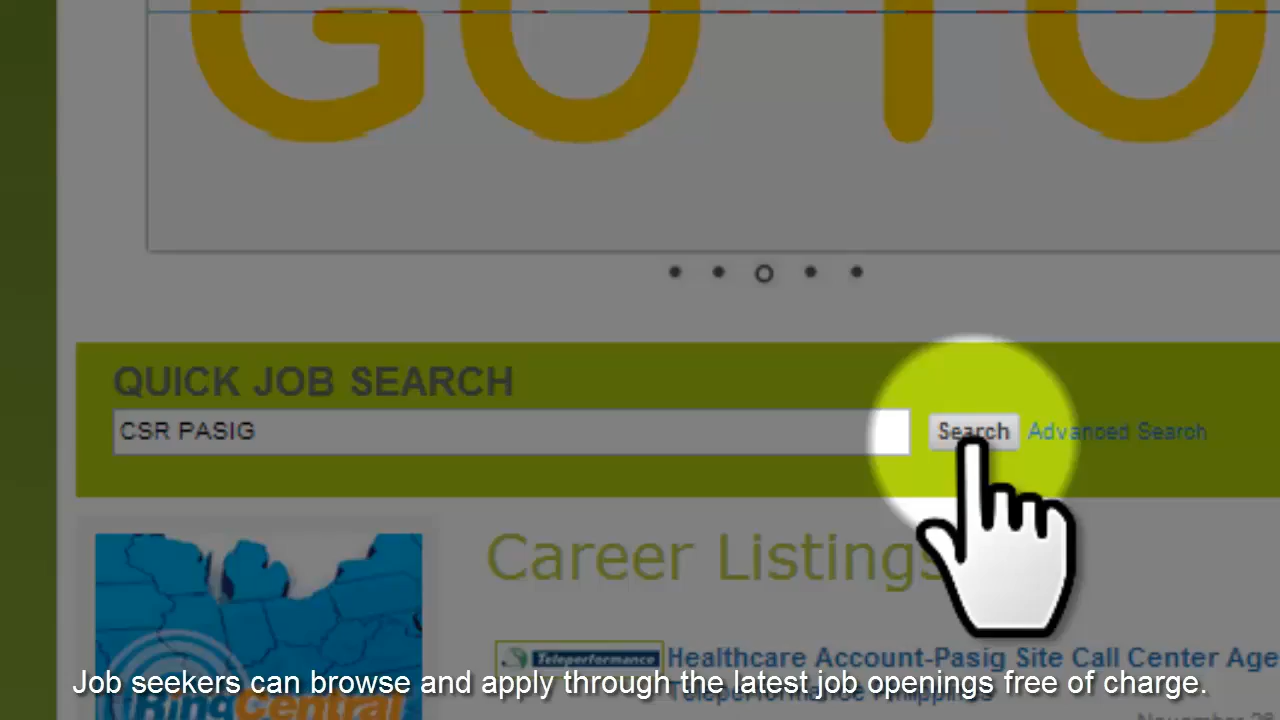 GO TO
QUICK JOB SEARCH
CSR PASIG
Search Advanced Search
Career Listings
Teleperformance Healthcare Account-Pasig Site Call Center Age
Job seekers can browse and apply through the latest job openings free of charge.
RingCentral